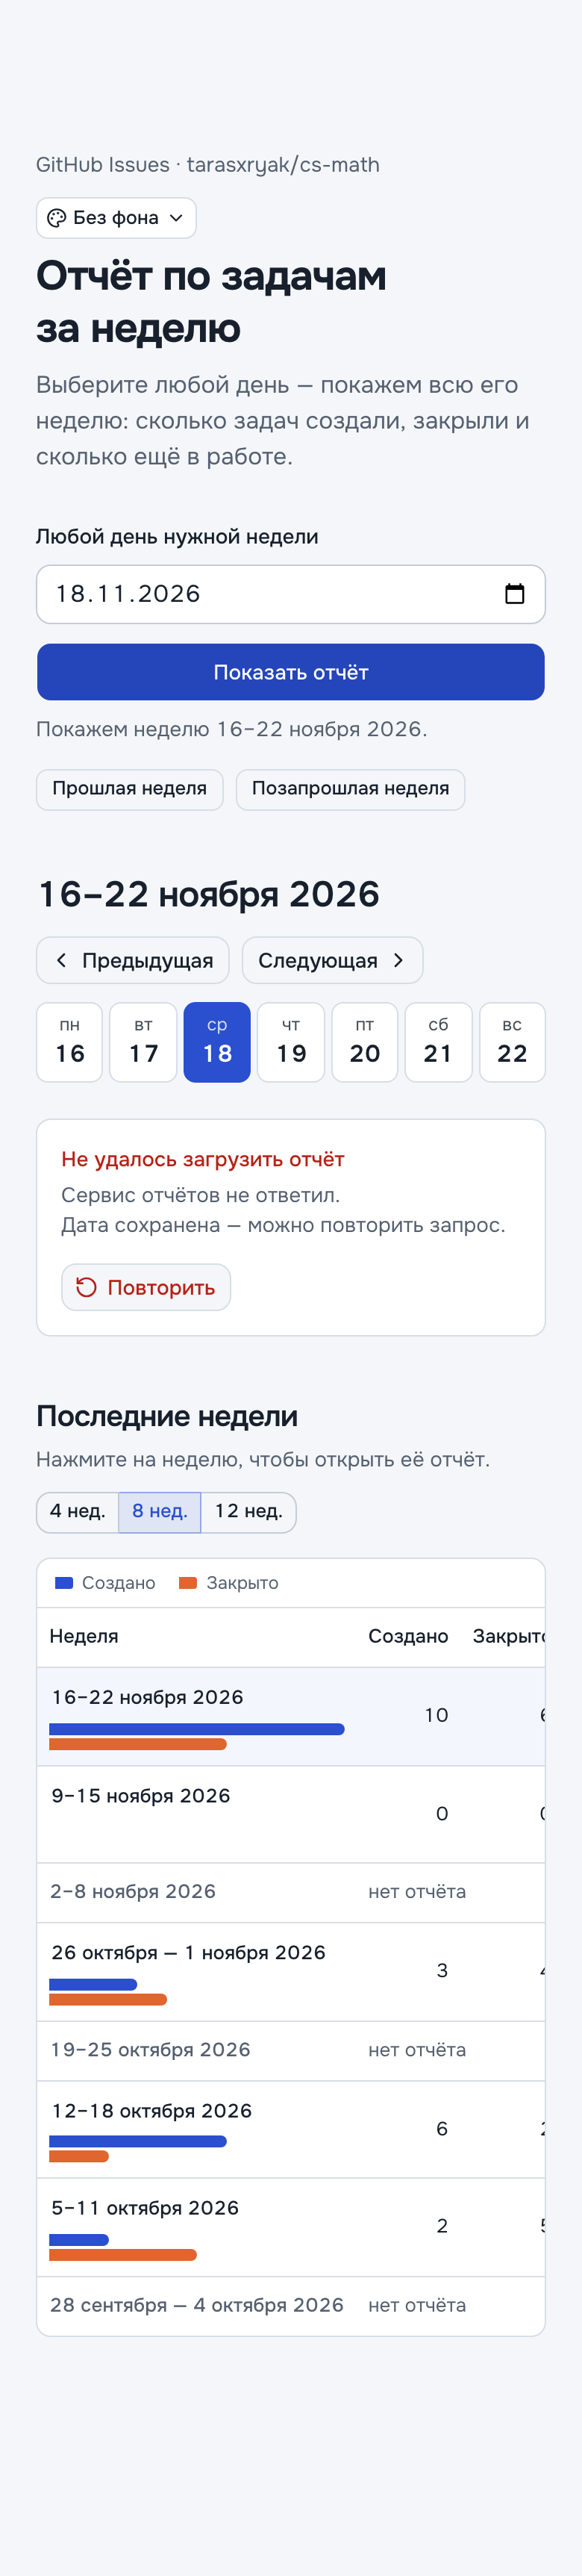 GitHub Issues · tarasxryak/cs-math
Без фона
Отчёт по задачам
за неделю
Выберите любой день — покажем всю его
неделю: сколько задач создали, закрыли и
сколько ещё в работе.
Любой день нужной недели
18.11.2026
Показать отчёт
Покажем неделю 16–22 ноября 2026.
Прошлая неделя Позапрошлая неделя
16–22 ноября 2026
Предыдущая Следующая
пн вт ср чт пт сб вс
16 17 18 19 20 21 22
Не удалось загрузить отчёт
Сервис отчётов не ответил.
Дата сохранена — можно повторить запрос.
Повторить
Последние недели
Нажмите на неделю, чтобы открыть её отчёт.
4 нед. 8 нед. 12 нед.
Создано Закрыто
Неделя Создано Закрыто
16–22 ноября 2026 10
9–15 ноября 2026 0
2–8 ноября 2026 нет отчёта
26 октября — 1 ноября 2026 3
19–25 октября 2026 нет отчёта
12–18 октября 2026 6
5–11 октября 2026 2
28 сентября — 4 октября 2026 нет отчёта